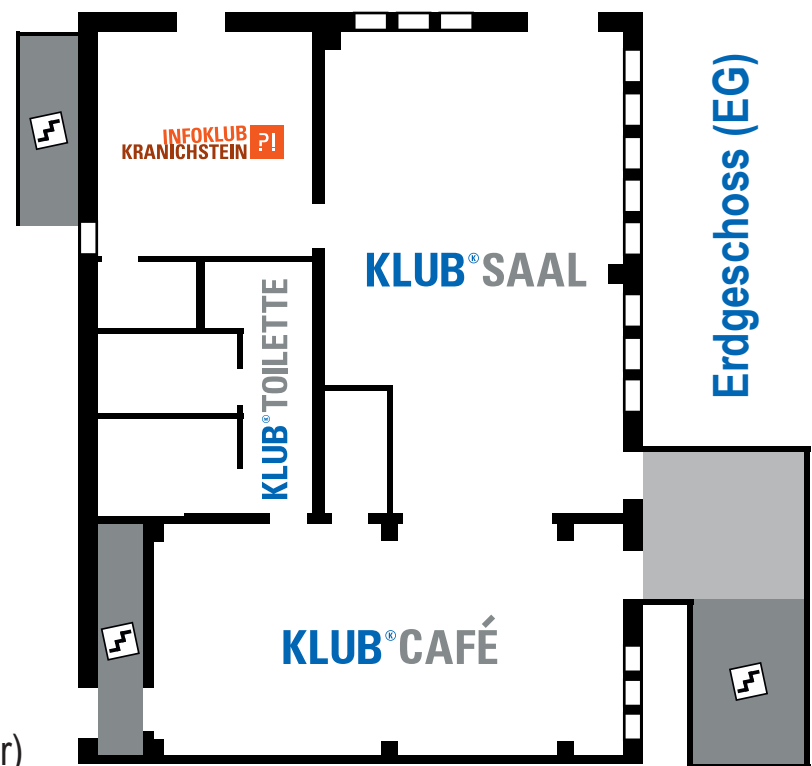 INFOKLUB
KRANICHSTEIN ?!
KLUB® SAAL
Erdgeschoss (EG)
KLUB® TOILETTE
KLUB® CAFÉ
r)